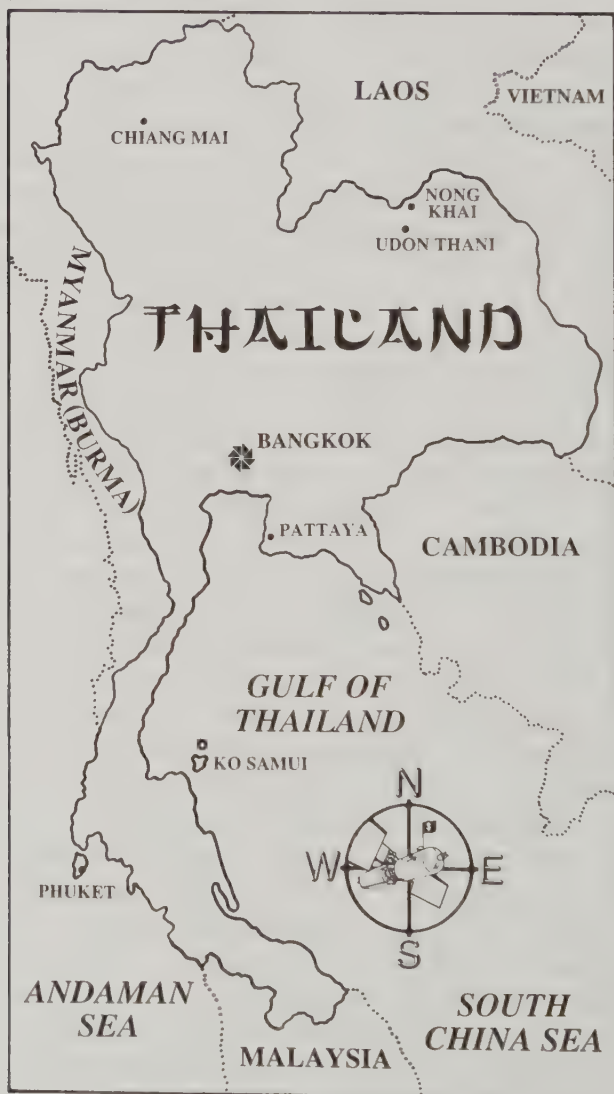 LAOS
VIETNAM
CHIANG MAI
NONG
KHAI
UDON THANI
MYANMAR (BURMA)
THAILAND
BANGKOK
PATTAYA
CAMBODIA
GULF OF
THAILAND
KO SAMUI
N
W
E
S
PHUKET
ANDAMAN
SEA
SOUTH
CHINA SEA
MALAYSIA